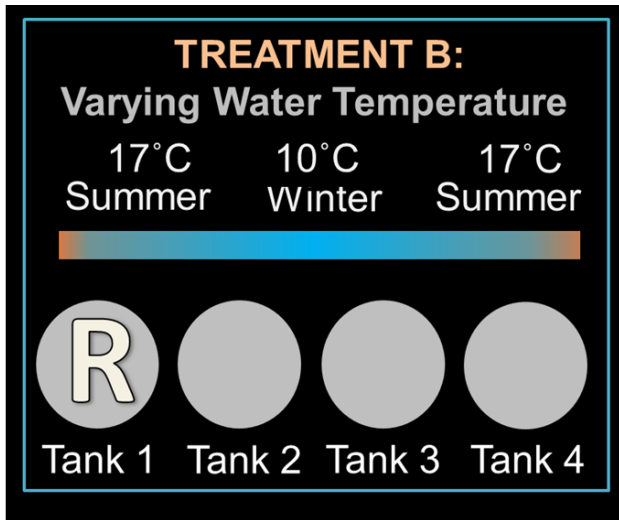 TREATMENT B:
Varying Water Temperature
17°C 10°C 17°C
Summer Winter Summer
R
Tank 1 Tank 2 Tank 3 Tank 4